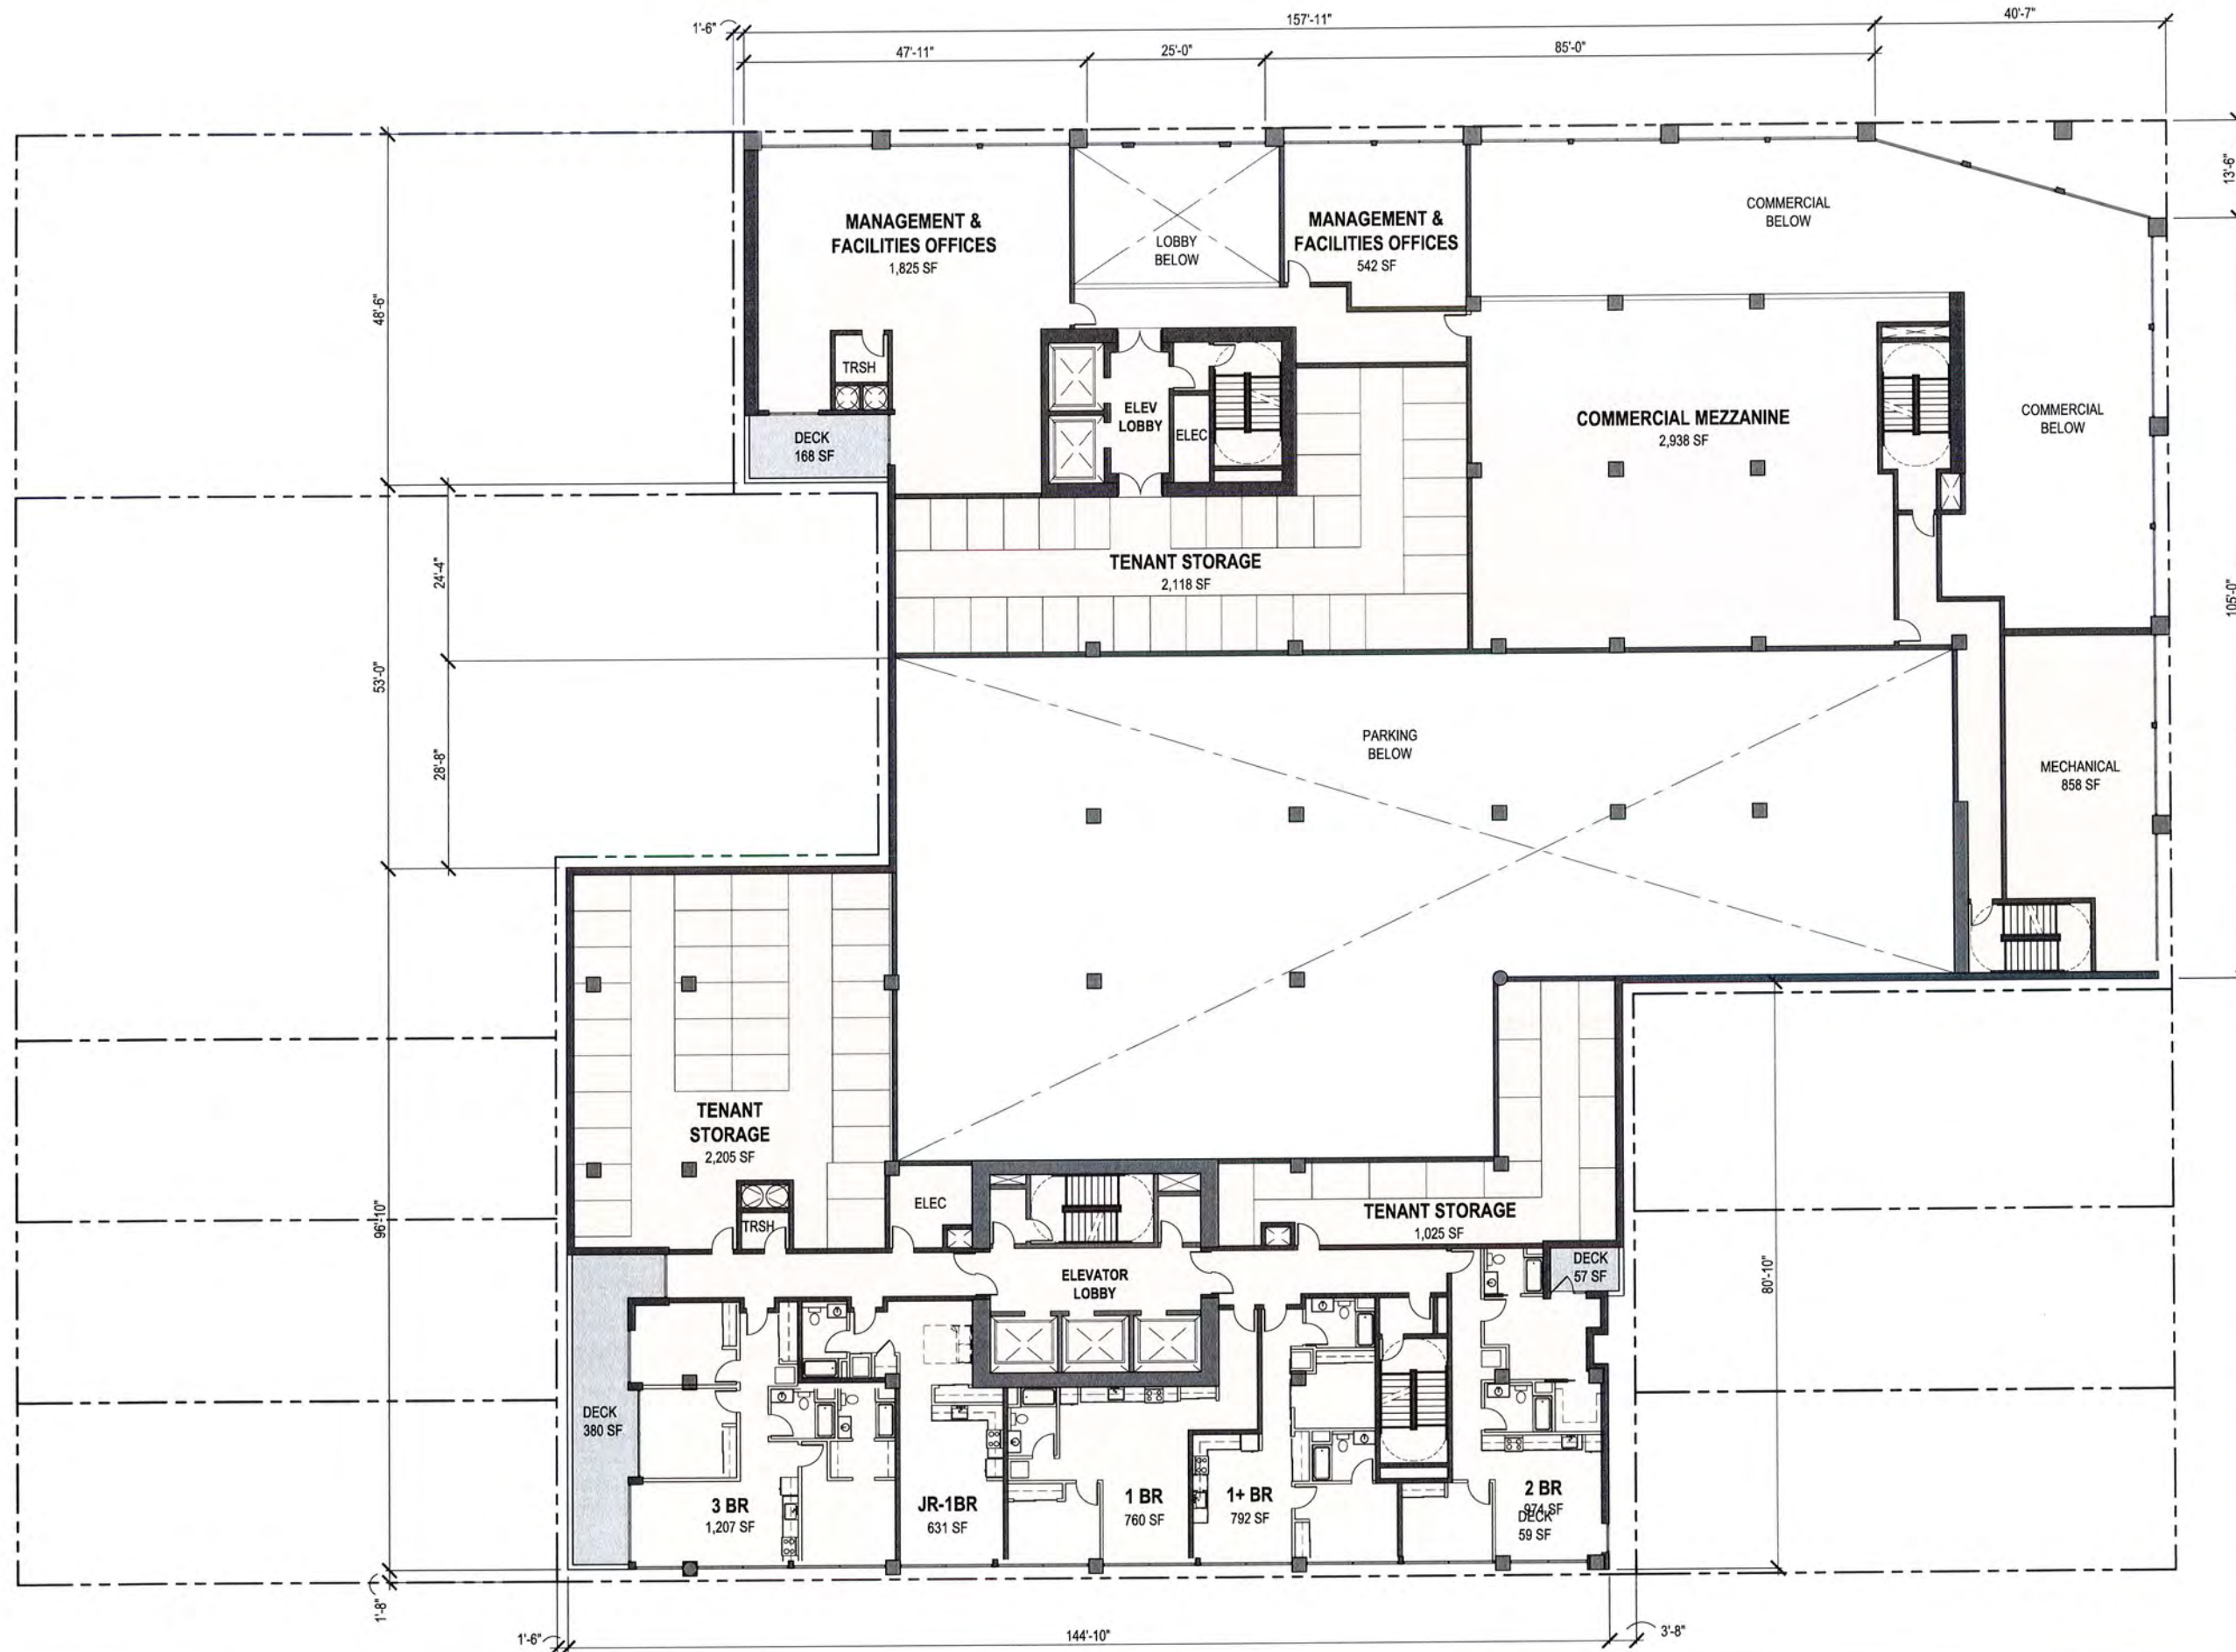 157'-11"
40'-7"
1'-6"
47'-11"
25'-0"
85'-0"
13'-6"
MANAGEMENT &
FACILITIES OFFICES
1,825 SF
LOBBY
BELOW
MANAGEMENT &
FACILITIES OFFICES
542 SF
COMMERCIAL
BELOW
48'-6"
TRSH
ELEV
LOBBY
ELEC
COMMERCIAL MEZZANINE
2,938 SF
COMMERCIAL
BELOW
DECK
168 SF
24'-4"
TENANT STORAGE
2,118 SF
105'-0"
53'-0"
28'-8"
PARKING
BELOW
MECHANICAL
858 SF
TENANT
STORAGE
2,205 SF
96'-10"
TRSH
ELEC
TENANT STORAGE
1,025 SF
ELEVATOR
LOBBY
DECK
57 SF
80'-10"
DECK
380 SF
3 BR
1,207 SF
JR-1BR
631 SF
1 BR
760 SF
1+ BR
792 SF
2 BR
974 SF
DECK
59 SF
1'-8"
1'-6"
144'-10"
3'-8"